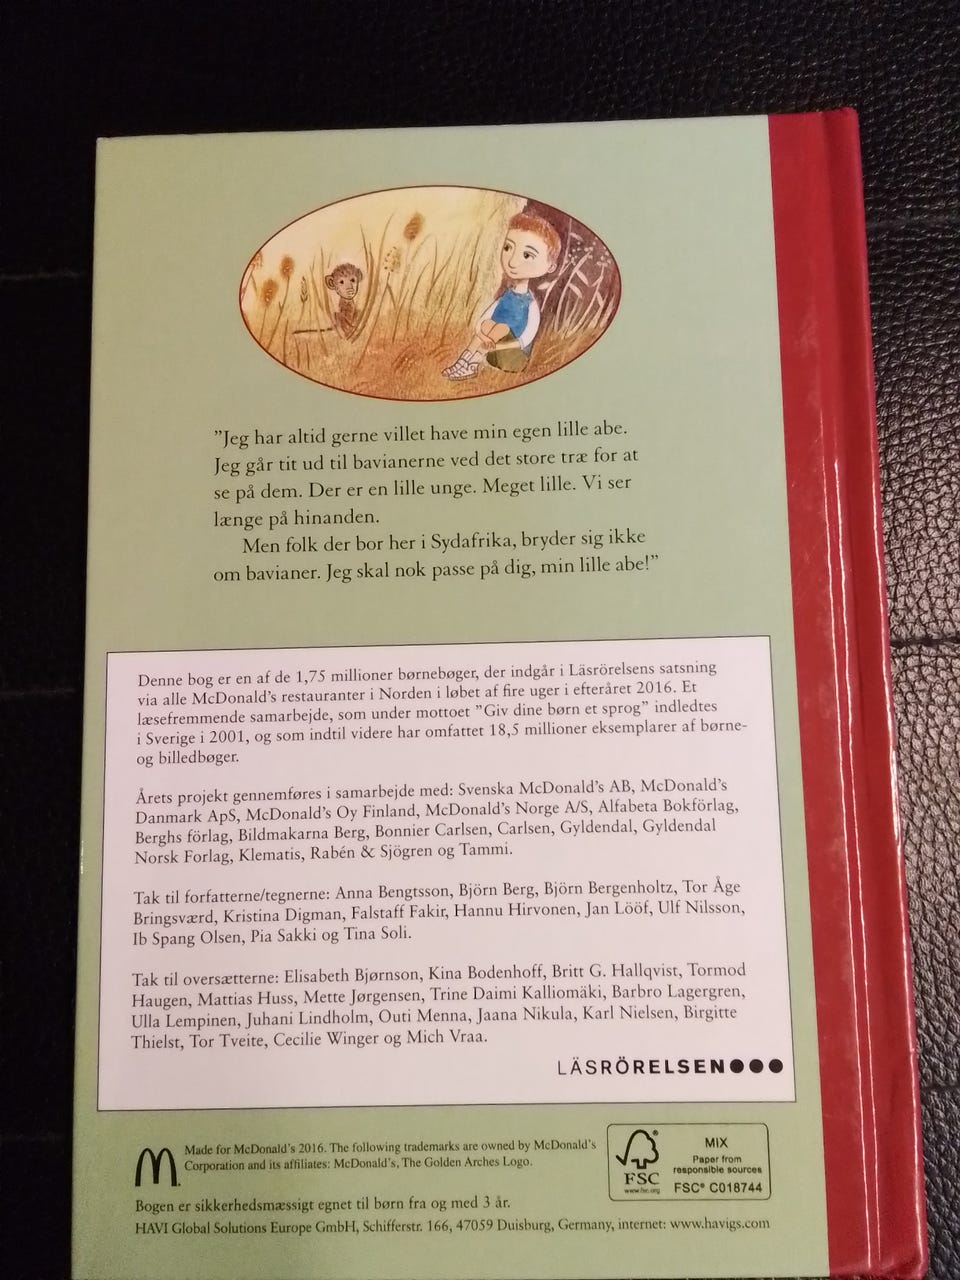 ”Jeg har altid gerne villet have min egen lille abe.
Jeg går tit ud til bavianerne ved det store træ for at
se på dem. Der er en lille unge. Meget lille. Vi ser
længe på hinanden.
Men folk der bor her i Sydafrika, bryder sig ikke
om bavianer. Jeg skal nok passe på dig, min lille abe!”
Denne bog er en af de 1,75 millioner børnebøger, der indgår i Läsrörelsens satsning
via alle McDonald’s restauranter i Norden i løbet af fire uger i efteråret 2016. Et
læsefremmende samarbejde, som under mottoet ”Giv dine børn et sprog” indledtes
i Sverige i 2001, og som indtil videre har omfattet 18,5 millioner eksemplarer af børne-
og billedbøger.
Årets projekt gennemføres i samarbejde med: Svenska McDonald’s AB, McDonald’s
Danmark ApS, McDonald’s Oy Finland, McDonald’s Norge A/S, Alfabeta Bokförlag,
Berghs förlag, Bildmakarna Berg, Bonnier Carlsen, Carlsen, Gyldendal, Gyldendal
Norsk Forlag, Klematis, Rabén & Sjögren og Tammi.
Tak til forfatterne/tegnerne: Anna Bengtsson, Björn Berg, Björn Bergenholtz, Tor Åge
Bringsværd, Kristina Digman, Falstaff Fakir, Hannu Hirvonen, Jan Lööf, Ulf Nilsson,
Ib Spang Olsen, Pia Sakki og Tina Soli.
Tak til oversætterne: Elisabeth Bjørnson, Kina Bodenhoff, Britt G. Hallqvist, Tormod
Haugen, Mattias Huss, Mette Jørgensen, Trine Daimi Kalliomäki, Barbro Lagergren,
Ulla Lempinen, Juhani Lindholm, Outi Menna, Jaana Nikula, Karl Nielsen, Birgitte
Thielst, Tor Tveite, Cecilie Winger og Mich Vraa.
LÄSRÖRELSEN●●●
Made for McDonald’s 2016. The following trademarks are owned by McDonald’s
Corporation and its affiliates: McDonald’s, The Golden Arches Logo.
FSC
www.fsc.org
MIX
Paper from
responsible sources
FSC® C018744
Bogen er sikkerhedsmæssigt egnet til børn fra og med 3 år.
HAVI Global Solutions Europe GmbH, Schifferstr. 166, 47059 Duisburg, Germany, internet: www.havigs.com